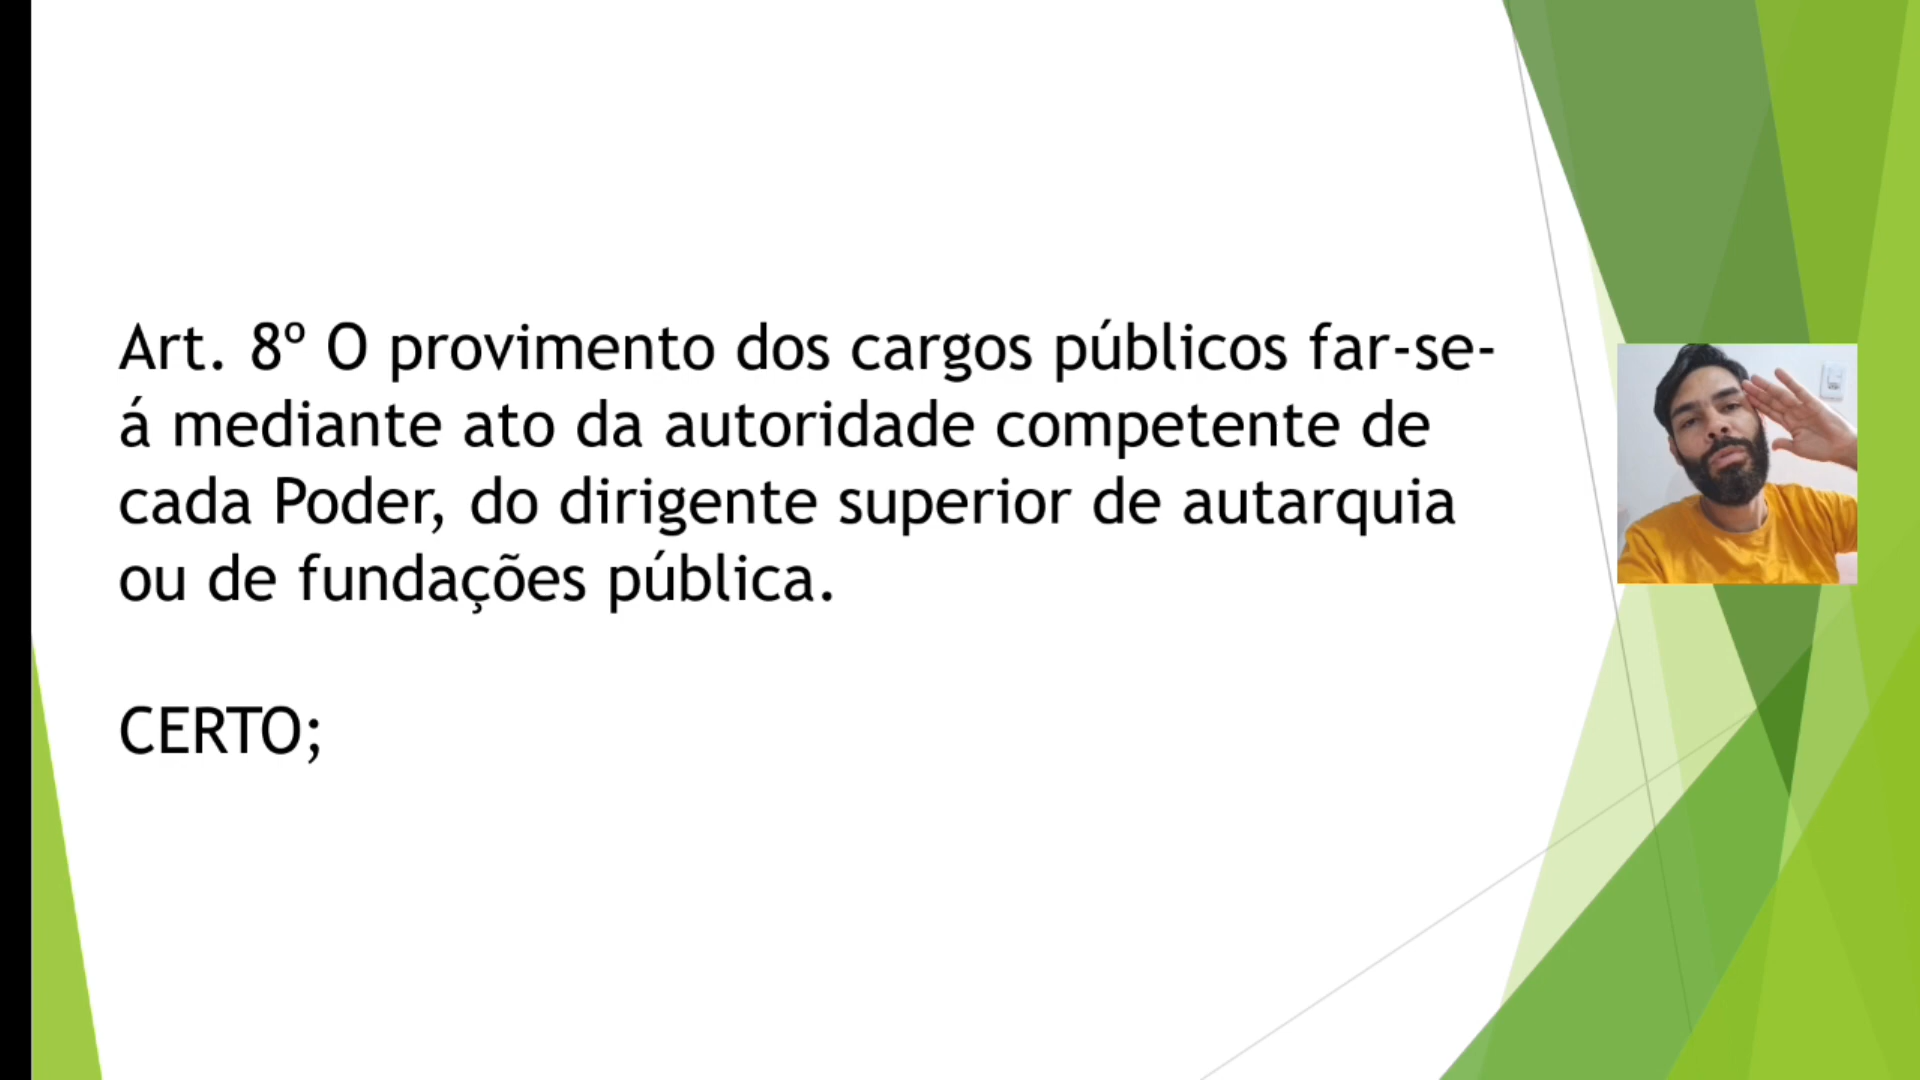 Art. 8º O provimento dos cargos públicos far-se-
á mediante ato da autoridade competente de
cada Poder, do dirigente superior de autarquia
ou de fundações pública.
CERTO;